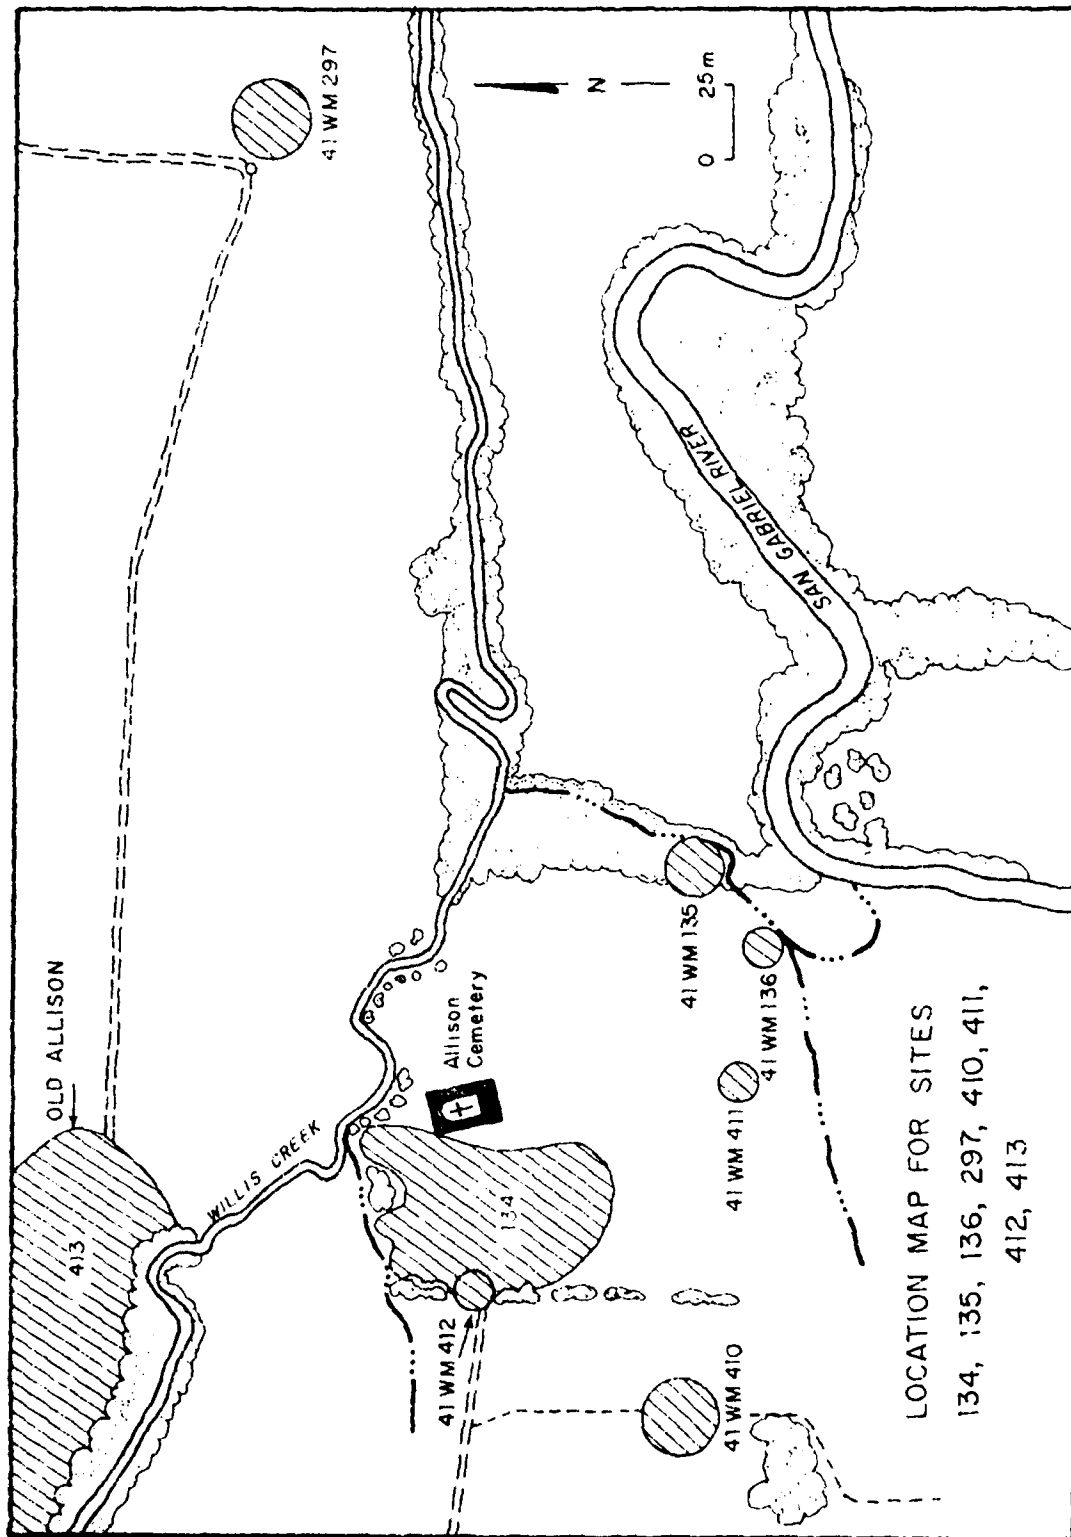 OLD ALLISON
413
WILLIS CREEK
41 WM 297
N
0 25m
Allison
Cemetery
134
41 WM 412
41 WM 410
41 WM 411
41 WM 136
41 WM 135
SAN GABRIEL RIVER
LOCATION MAP FOR SITES
134, 135, 136, 297, 410, 411,
412, 413